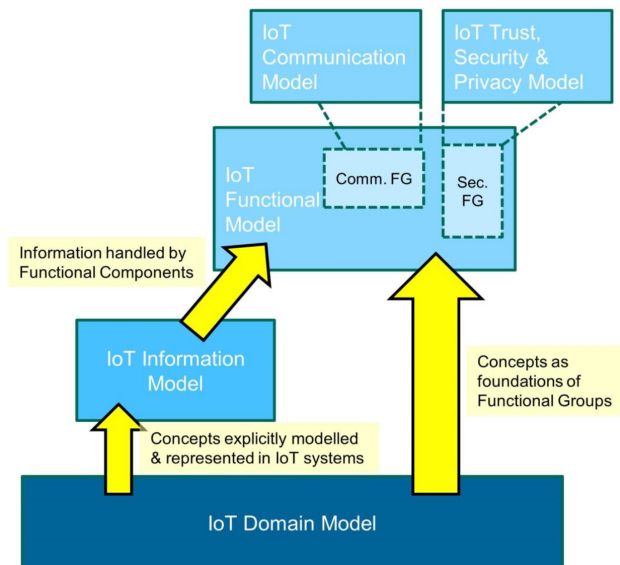 IoT
Communication
Model
IoT Trust,
Security &
Privacy Model
IoT
Functional
Model
Comm. FG
Sec.
FG
Information handled by
Functional Components
IoT Information
Model
Concepts as
foundations of
Functional Groups
Concepts explicitly modelled
& represented in IoT systems
IoT Domain Model